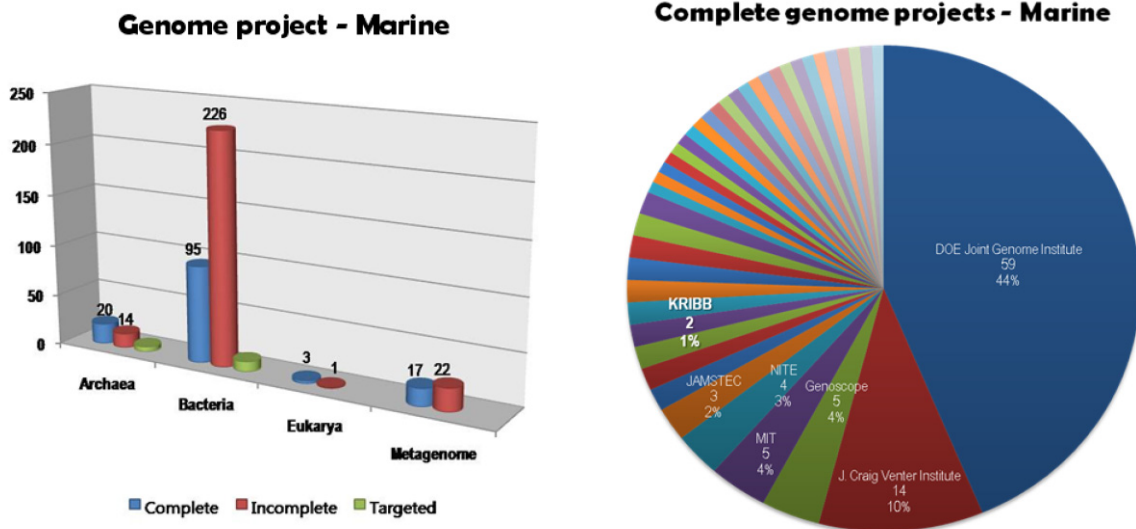 Genome project - Marine
250
200
150
100
50
0
20
14
95
226
3
1
17
22
Archaea
Bacteria
Eukarya
Metagenome
Complete
Incomplete
Targeted
Complete genome projects - Marine
DOE Joint Genome Institute
59
44%
KRIBB
2
1%
JAMSTEC
3
2%
NITE
4
3%
Genoscope
5
4%
MIT
5
4%
J. Craig Venter Institute
14
10%